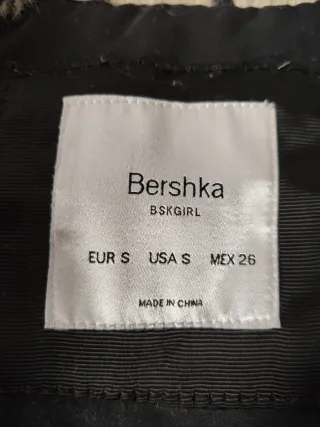 Bershka
BSKGIRL
EUR S USA S MEX 26
MADE IN CHINA